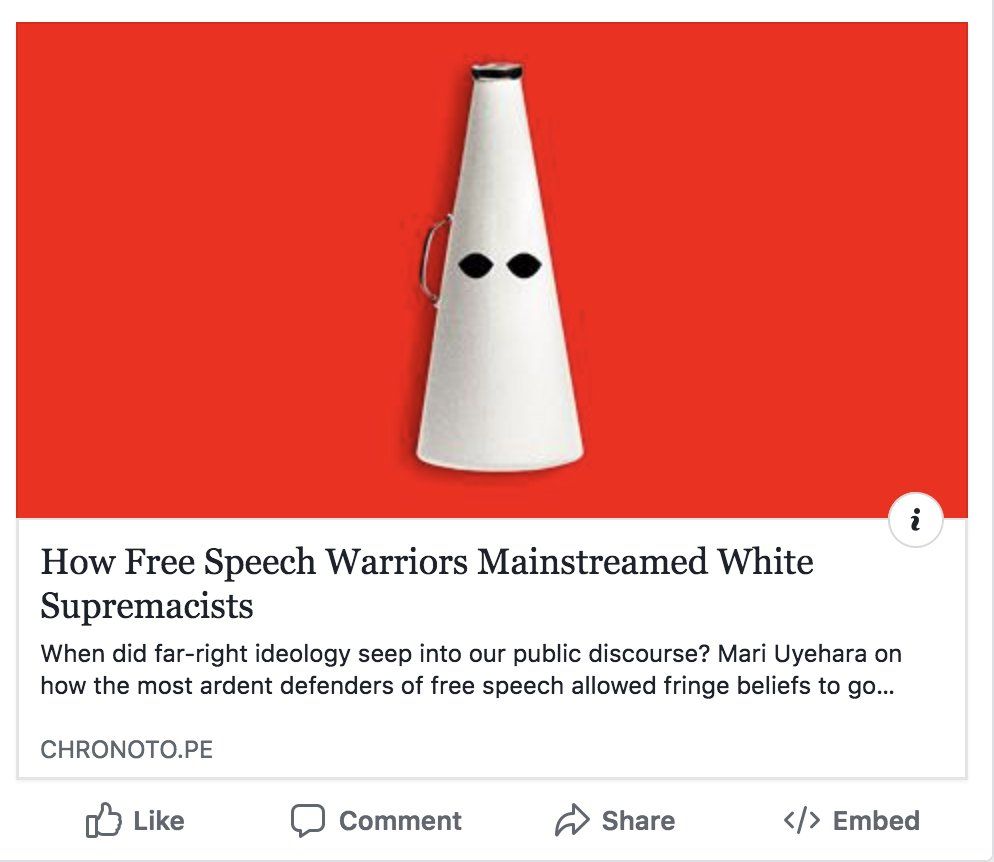 i
How Free Speech Warriors Mainstreamed White
Supremacists
When did far-right ideology seep into our public discourse? Mari Uyehara on
how the most ardent defenders of free speech allowed fringe beliefs to go...
CHRONOTO.PE
Like Comment Share </> Embed